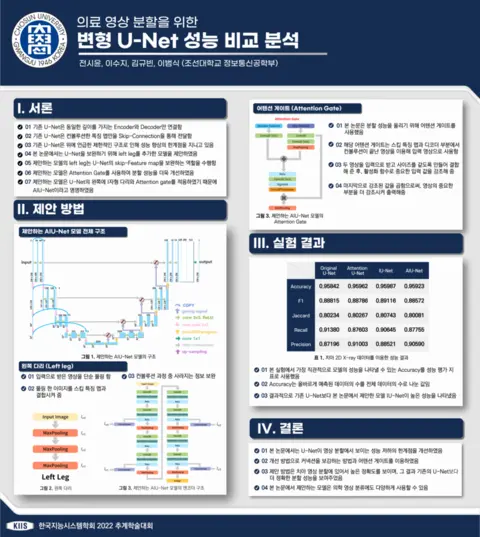 CHOSUN UNIVERSITY
GWANGJU 1946 KOREA
의료 영상 분할을 위한
변형 U-Net 성능 비교 분석
전시윤, 이수지, 김규빈, 이범식 (조선대학교 정보통신공학부)
I. 서론
01 기존 U-Net은 동일한 깊이를 가지는 Encoder와 Decoder만 연결함
02 기존 U-Net은 컨볼루션한 특징 맵만을 Skip-Connection을 통해 전달함
03 기존 U-Net은 위에 언급한 제한적인 구조로 인해 성능 향상의 한계점을 지니고 있음
04 본 논문에서는 U-Net을 보완하기 위해 left leg를 추가한 모델을 제안하였음
05 제안하는 모델의 left leg는 U-Net의 skip-Feature map을 보완하는 역할을 수행함
06 제안하는 모델은 Attention Gate를 사용하여 분할 성능을 더욱 개선하였음
07 제안하는 모델은 U-Net의 왼쪽에 위치한 다리와 Attention gate를 적용하였기 때문에
AIU-Net이라고 명명하였음
II. 제안 방법
제안하는 AIU-Net 모델 전체 구조
input
output
copy
up-sampling
그림 1. 제안하는 AIU-Net 모델의 구조
왼쪽 다리 (Left leg)
01 입력으로 받은 영상을 단순 풀링 함
02 풀링 한 이미지를 스킵 특징 맵과
결합시켜 줌
Input Image
MaxPooling
MaxPooling
MaxPooling
MaxPooling
Left Leg
그림 2. 왼쪽 다리
03 컨볼루션 과정 중 사라지는 정보 보완
그림 3. 제안하는 AIU-Net 모델의 엔코더 구조
어텐션 게이트 (Attention Gate)
그림 3. 제안하는 AIU-Net 모델의
Attention Gate
01 본 논문은 분할 성능을 올리기 위해 어텐션 게이트를
사용했음
02 해당 어텐션 게이트는 스킵 특징 맵과 디코더 부분에서
컨볼루션이 끝난 영상을 이용해 입력 영상으로 사용함
03 두 영상을 입력으로 받고 사이즈를 같도록 만들어 결합
해 준 후, 활성화 함수로 중요한 입력 값을 강조해 줌
04 마지막으로 강조된 값을 곱함으로써, 영상의 중요한
부분을 더 강조시켜 출력해줌
III. 실험 결과
Original U-Net Attention U-Net IU-Net AIU-Net
Accuracy 0.95842 0.95962 0.95987 0.95923
F1 0.88815 0.88786 0.89116 0.88572
Jaccard 0.80234 0.80267 0.80743 0.80081
Recall 0.91380 0.87603 0.90645 0.87755
Precision 0.87196 0.91003 0.88521 0.90590
표 1. 치아 2D X-ray 데이터를 이용한 성능 결과
01 본 실험에서 가장 직관적으로 모델의 성능을 나타낼 수 있는 Accuracy를 성능 평가 지
표로 사용했음
02 Accuracy는 올바르게 예측된 데이터의 수를 전체 데이터의 수로 나눈 값임
03 결과적으로 기존 U-Net보다 본 논문에서 제안한 모델 IU-Net이 높은 성능을 나타냈음
IV. 결론
01 본 논문에서는 U-Net이 영상 분할에서 보이는 성능 저하의 한계점을 개선하였음
02 개선 방법으로 커넥션을 보강하는 방법과 어텐션 게이트를 이용하였음
03 제안 방법은 치아 영상 분할에 있어서 높은 정확도를 보이며, 그 결과 기존의 U-Net보다
더 정확한 분할 성능을 보여주었음
04 본 논문에서 제안하는 모델은 의학 영상 분류에도 다양하게 사용할 수 있음
KIIS 한국지능시스템학회 2022 추계학술대회